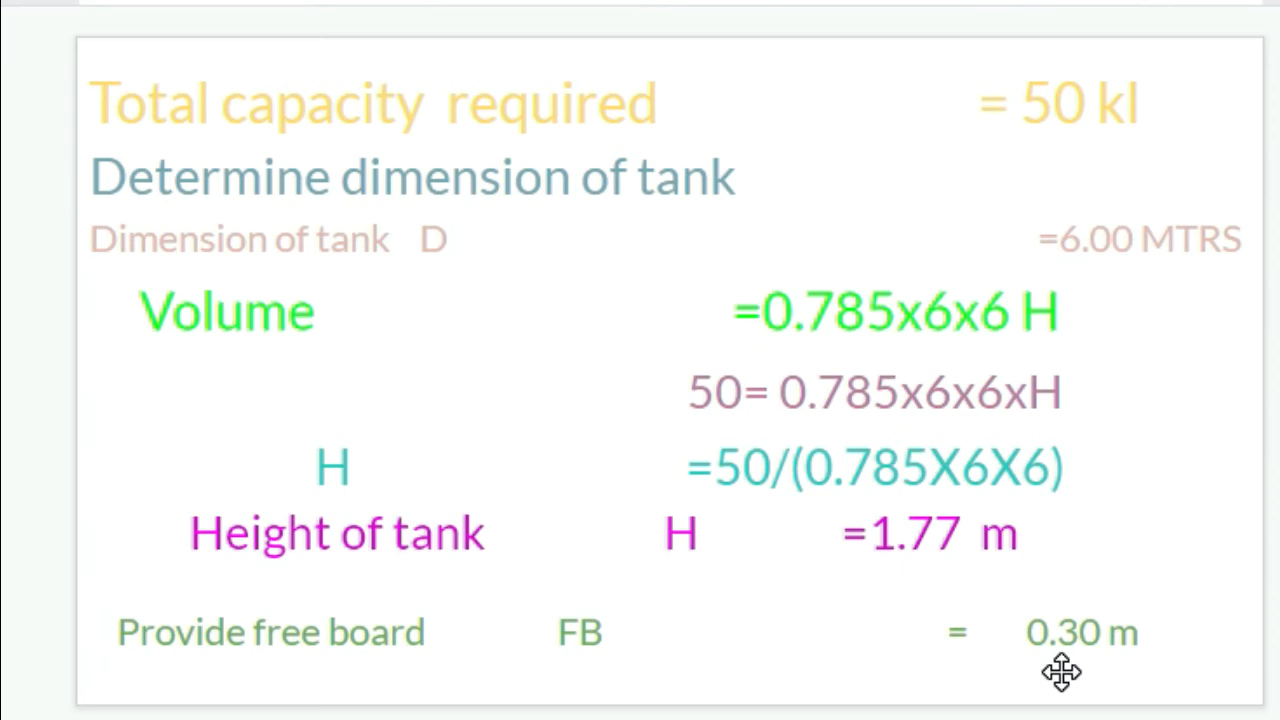 Total capacity required = 50 kl
Determine dimension of tank
Dimension of tank D =6.00 MTRS
Volume =0.785x6x6 H
50= 0.785x6x6xH
H =50/(0.785X6X6)
Height of tank H =1.77 m
Provide free board FB = 0.30 m